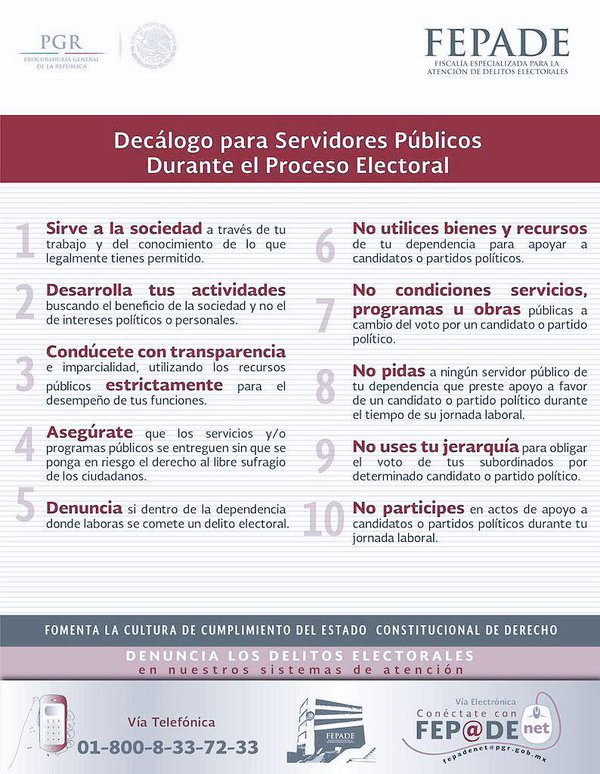 PGR
PROCURADURÍA GENERAL
DE LA REPÚBLICA
FEPADE
FISCALÍA ESPECIALIZADA PARA LA
ATENCIÓN DE DELITOS ELECTORALES
Decálogo para Servidores Públicos
Durante el Proceso Electoral
1 Sirve a la sociedad a través de tu
trabajo y del conocimiento de lo que
legalmente tienes permitido.
2 Desarrolla tus actividades
buscando el beneficio de la sociedad y no el
de intereses políticos o personales.
3 Condúcete con transparencia
e imparcialidad, utilizando los recursos
públicos estrictamente para el
desempeño de tus funciones.
4 Asegúrate que los servicios y/o
programas públicos se entreguen sin que se
ponga en riesgo el derecho al libre sufragio
de los ciudadanos.
5 Denuncia si dentro de la dependencia
donde laboras se comete un delito electoral.
6 No utilices bienes y recursos
de tu dependencia para apoyar a
candidatos o partidos políticos.
7 No condiciones servicios,
programas u obras públicas a
cambio del voto por un candidato o partido
político.
8 No pidas a ningún servidor público de
tu dependencia que preste apoyo a favor
de un candidato o partido político durante
el tiempo de su jornada laboral.
9 No uses tu jerarquía para obligar
el voto de tus subordinados por
determinado candidato o partido político.
10 No participes en actos de apoyo a
candidatos o partidos políticos durante tu
jornada laboral.
FOMENTA LA CULTURA DE CUMPLIMIENTO DEL ESTADO CONSTITUCIONAL DE DERECHO
DENUNCIA LOS DELITOS ELECTORALES
en nuestros sistemas de atención
Vía Telefónica
01-800-8-33-72-33
FEPADE
Vía Electrónica
Conéctate con
FEP@DE net
fepadenet@pgr.gob.mx